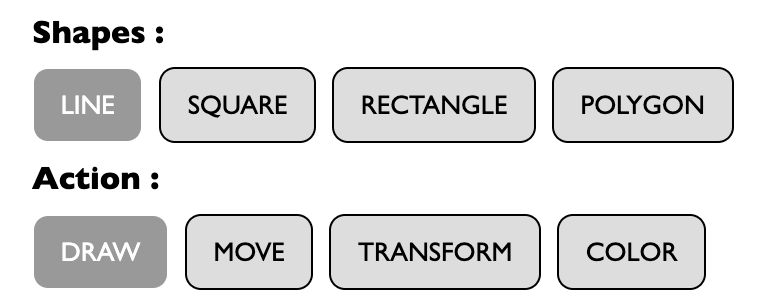 Shapes :
LINE SQUARE RECTANGLE POLYGON
Action :
DRAW MOVE TRANSFORM COLOR